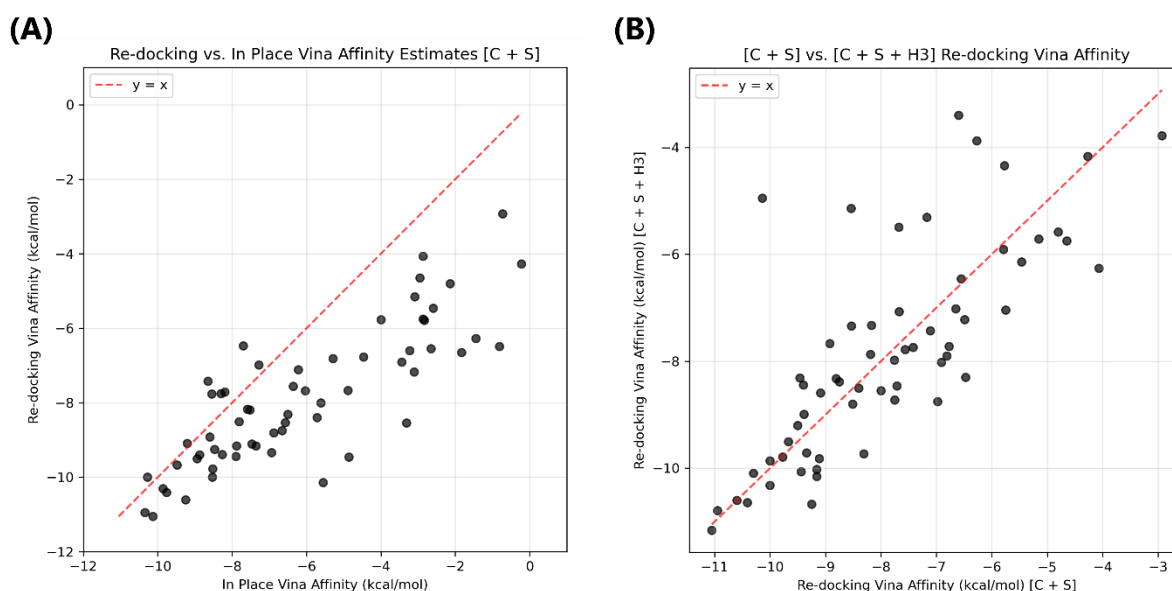 (A)
Re-docking vs. In Place Vina Affinity Estimates [C + S]
y = x
Re-docking Vina Affinity (kcal/mol)
0
−2
−4
−6
−8
−10
−12
−12
−10
−8
−6
−4
−2
0
In Place Vina Affinity (kcal/mol)
(B)
[C + S] vs. [C + S + H3] Re-docking Vina Affinity
y = x
Re-docking Vina Affinity (kcal/mol) [C + S + H3]
−4
−6
−8
−10
−11
−10
−9
−8
−7
−6
−5
−4
−3
Re-docking Vina Affinity (kcal/mol) [C + S]